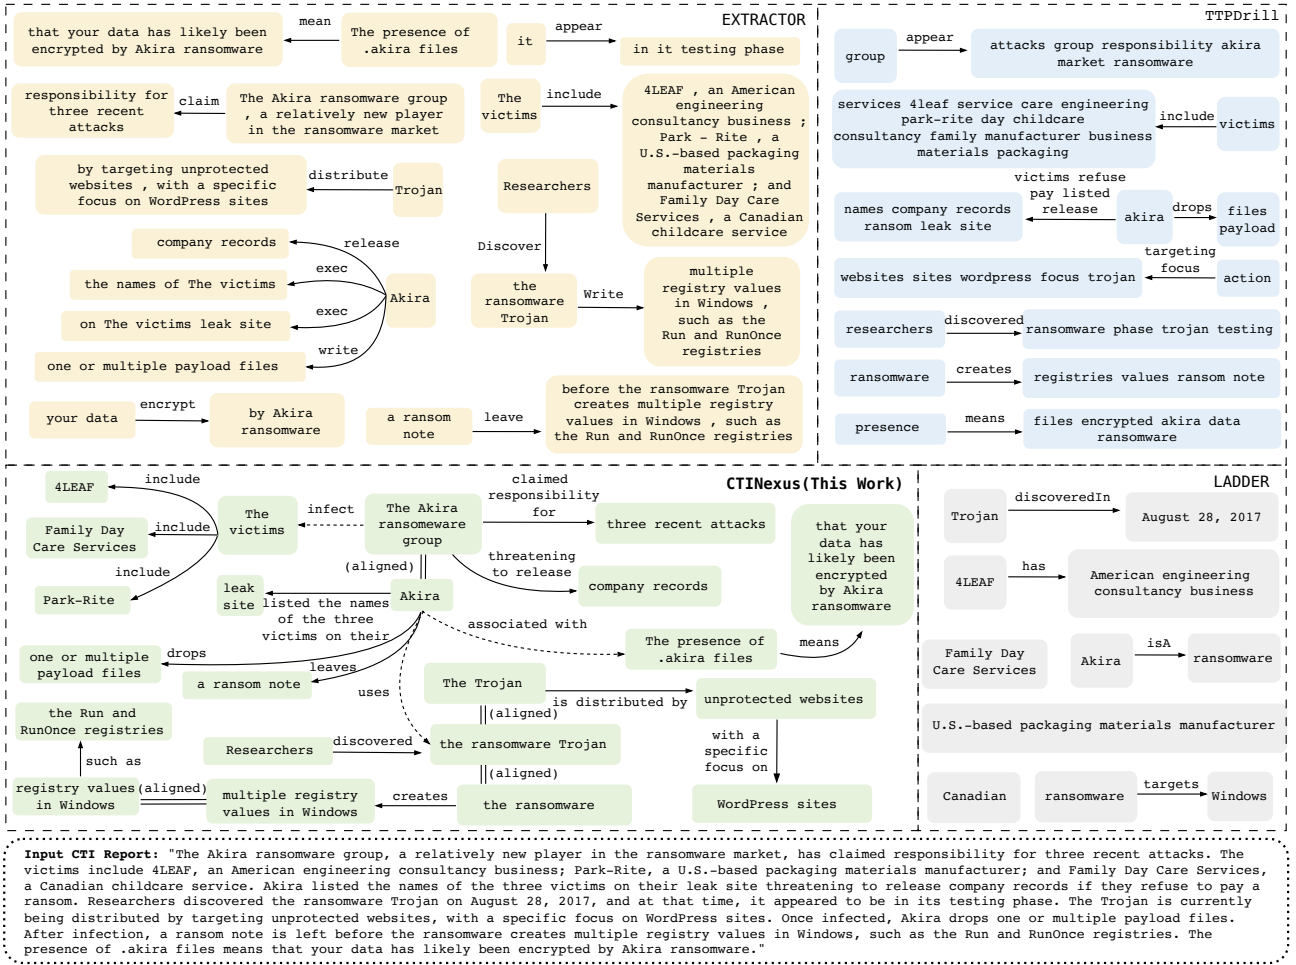 EXTRACTOR
that your data has likely been
encrypted by Akira ransomware
mean
The presence of
.akira files
it
appear
in it testing phase
responsibility for
three recent
attacks
claim
The Akira ransomware group
, a relatively new player
in the ransomware market
The
victims
include
4LEAF , an American
engineering
consultancy business ;
Park - Rite , a
U.S.-based packaging
materials
manufacturer ; and
Family Day Care
Services , a Canadian
childcare service
by targeting unprotected
websites , with a specific
focus on WordPress sites
distribute
Trojan
Researchers
Discover
the
ransomware
Trojan
Write
multiple
registry values
in Windows ,
such as the
Run and RunOnce
registries
company records
release
the names of The victims
exec
Akira
on The victims leak site
exec
one or multiple payload files
write
your data
encrypt
by Akira
ransomware
a ransom
note
leave
before the ransomware Trojan
creates multiple registry
values in Windows , such as
the Run and RunOnce registries
TTPDrill
group
appear
attacks group responsibility akira
market ransomware
services 4leaf service care engineering
park-rite day childcare
consultancy family manufacturer business
materials packaging
include
victims
names company records
ransom leak site
victims refuse
pay listed
release
akira
drops
files
payload
websites sites wordpress focus trojan
targeting
focus
action
researchers
discovered
ransomware phase trojan testing
ransomware
creates
registries values ransom note
presence
means
files encrypted akira data
ransomware
CTINexus(This Work)
4LEAF
include
Family Day
Care Services
include
Park-Rite
include
The
victims
infect
The Akira
ransomeware
group
claimed
responsibility
for
three recent attacks
threatening
to release
company records
(aligned)
Akira
leak
site
listed the names
of the three
victims on their
that your
data has
likely been
encrypted
by Akira
ransomware
associated with
The presence of
.akira files
means
one or multiple
payload files
drops
a ransom note
leaves
uses
The Trojan
is distributed by
unprotected websites
(aligned)
the Run and
RunOnce registries
such as
Researchers
discovered
the ransomware Trojan
(aligned)
with a
specific
focus on
registry values
in Windows
(aligned)
multiple registry
values in Windows
creates
the ransomware
WordPress sites
LADDER
Trojan
discoveredIn
August 28, 2017
4LEAF
has
American engineering
consultancy business
Family Day
Care Services
Akira
isA
ransomware
U.S.-based packaging materials manufacturer
Canadian
ransomware
targets
Windows
Input CTI Report: "The Akira ransomware group, a relatively new player in the ransomware market, has claimed responsibility for three recent attacks. The
victims include 4LEAF, an American engineering consultancy business; Park-Rite, a U.S.-based packaging materials manufacturer; and Family Day Care Services,
a Canadian childcare service. Akira listed the names of the three victims on their leak site threatening to release company records if they refuse to pay a
ransom. Researchers discovered the ransomware Trojan on August 28, 2017, and at that time, it appeared to be in its testing phase. The Trojan is currently
being distributed by targeting unprotected websites, with a specific focus on WordPress sites. Once infected, Akira drops one or multiple payload files.
After infection, a ransom note is left before the ransomware creates multiple registry values in Windows, such as the Run and RunOnce registries. The
presence of .akira files means that your data has likely been encrypted by Akira ransomware."